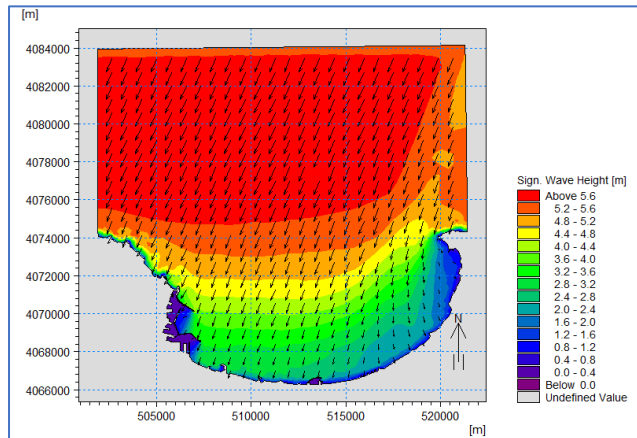 [m]
4084000
4082000
4080000
4078000
4076000
4074000
4072000
4070000
4068000
4066000
505000 510000 515000 520000
[m]
N
Sign. Wave Height [m]
Above 5.6
5.2 - 5.6
4.8 - 5.2
4.4 - 4.8
4.0 - 4.4
3.6 - 4.0
3.2 - 3.6
2.8 - 3.2
2.4 - 2.8
2.0 - 2.4
1.6 - 2.0
1.2 - 1.6
0.8 - 1.2
0.4 - 0.8
0.0 - 0.4
Below 0.0
Undefined Value